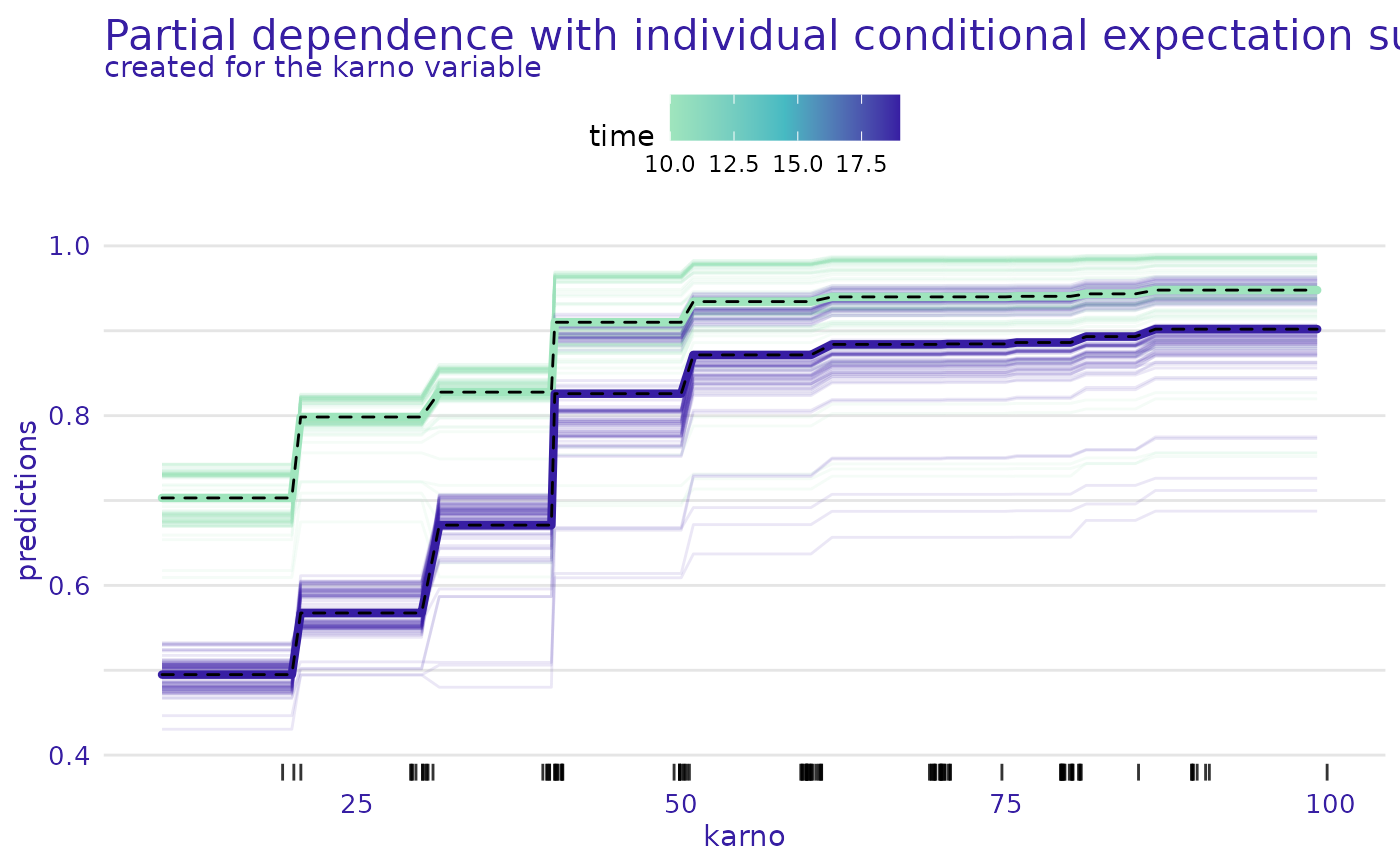 Partial dependence with individual conditional expectation su
created for the karno variable
time
10.0 12.5 15.0 17.5
1.0
0.8
0.6
0.4
predictions
25 50 75 100
karno